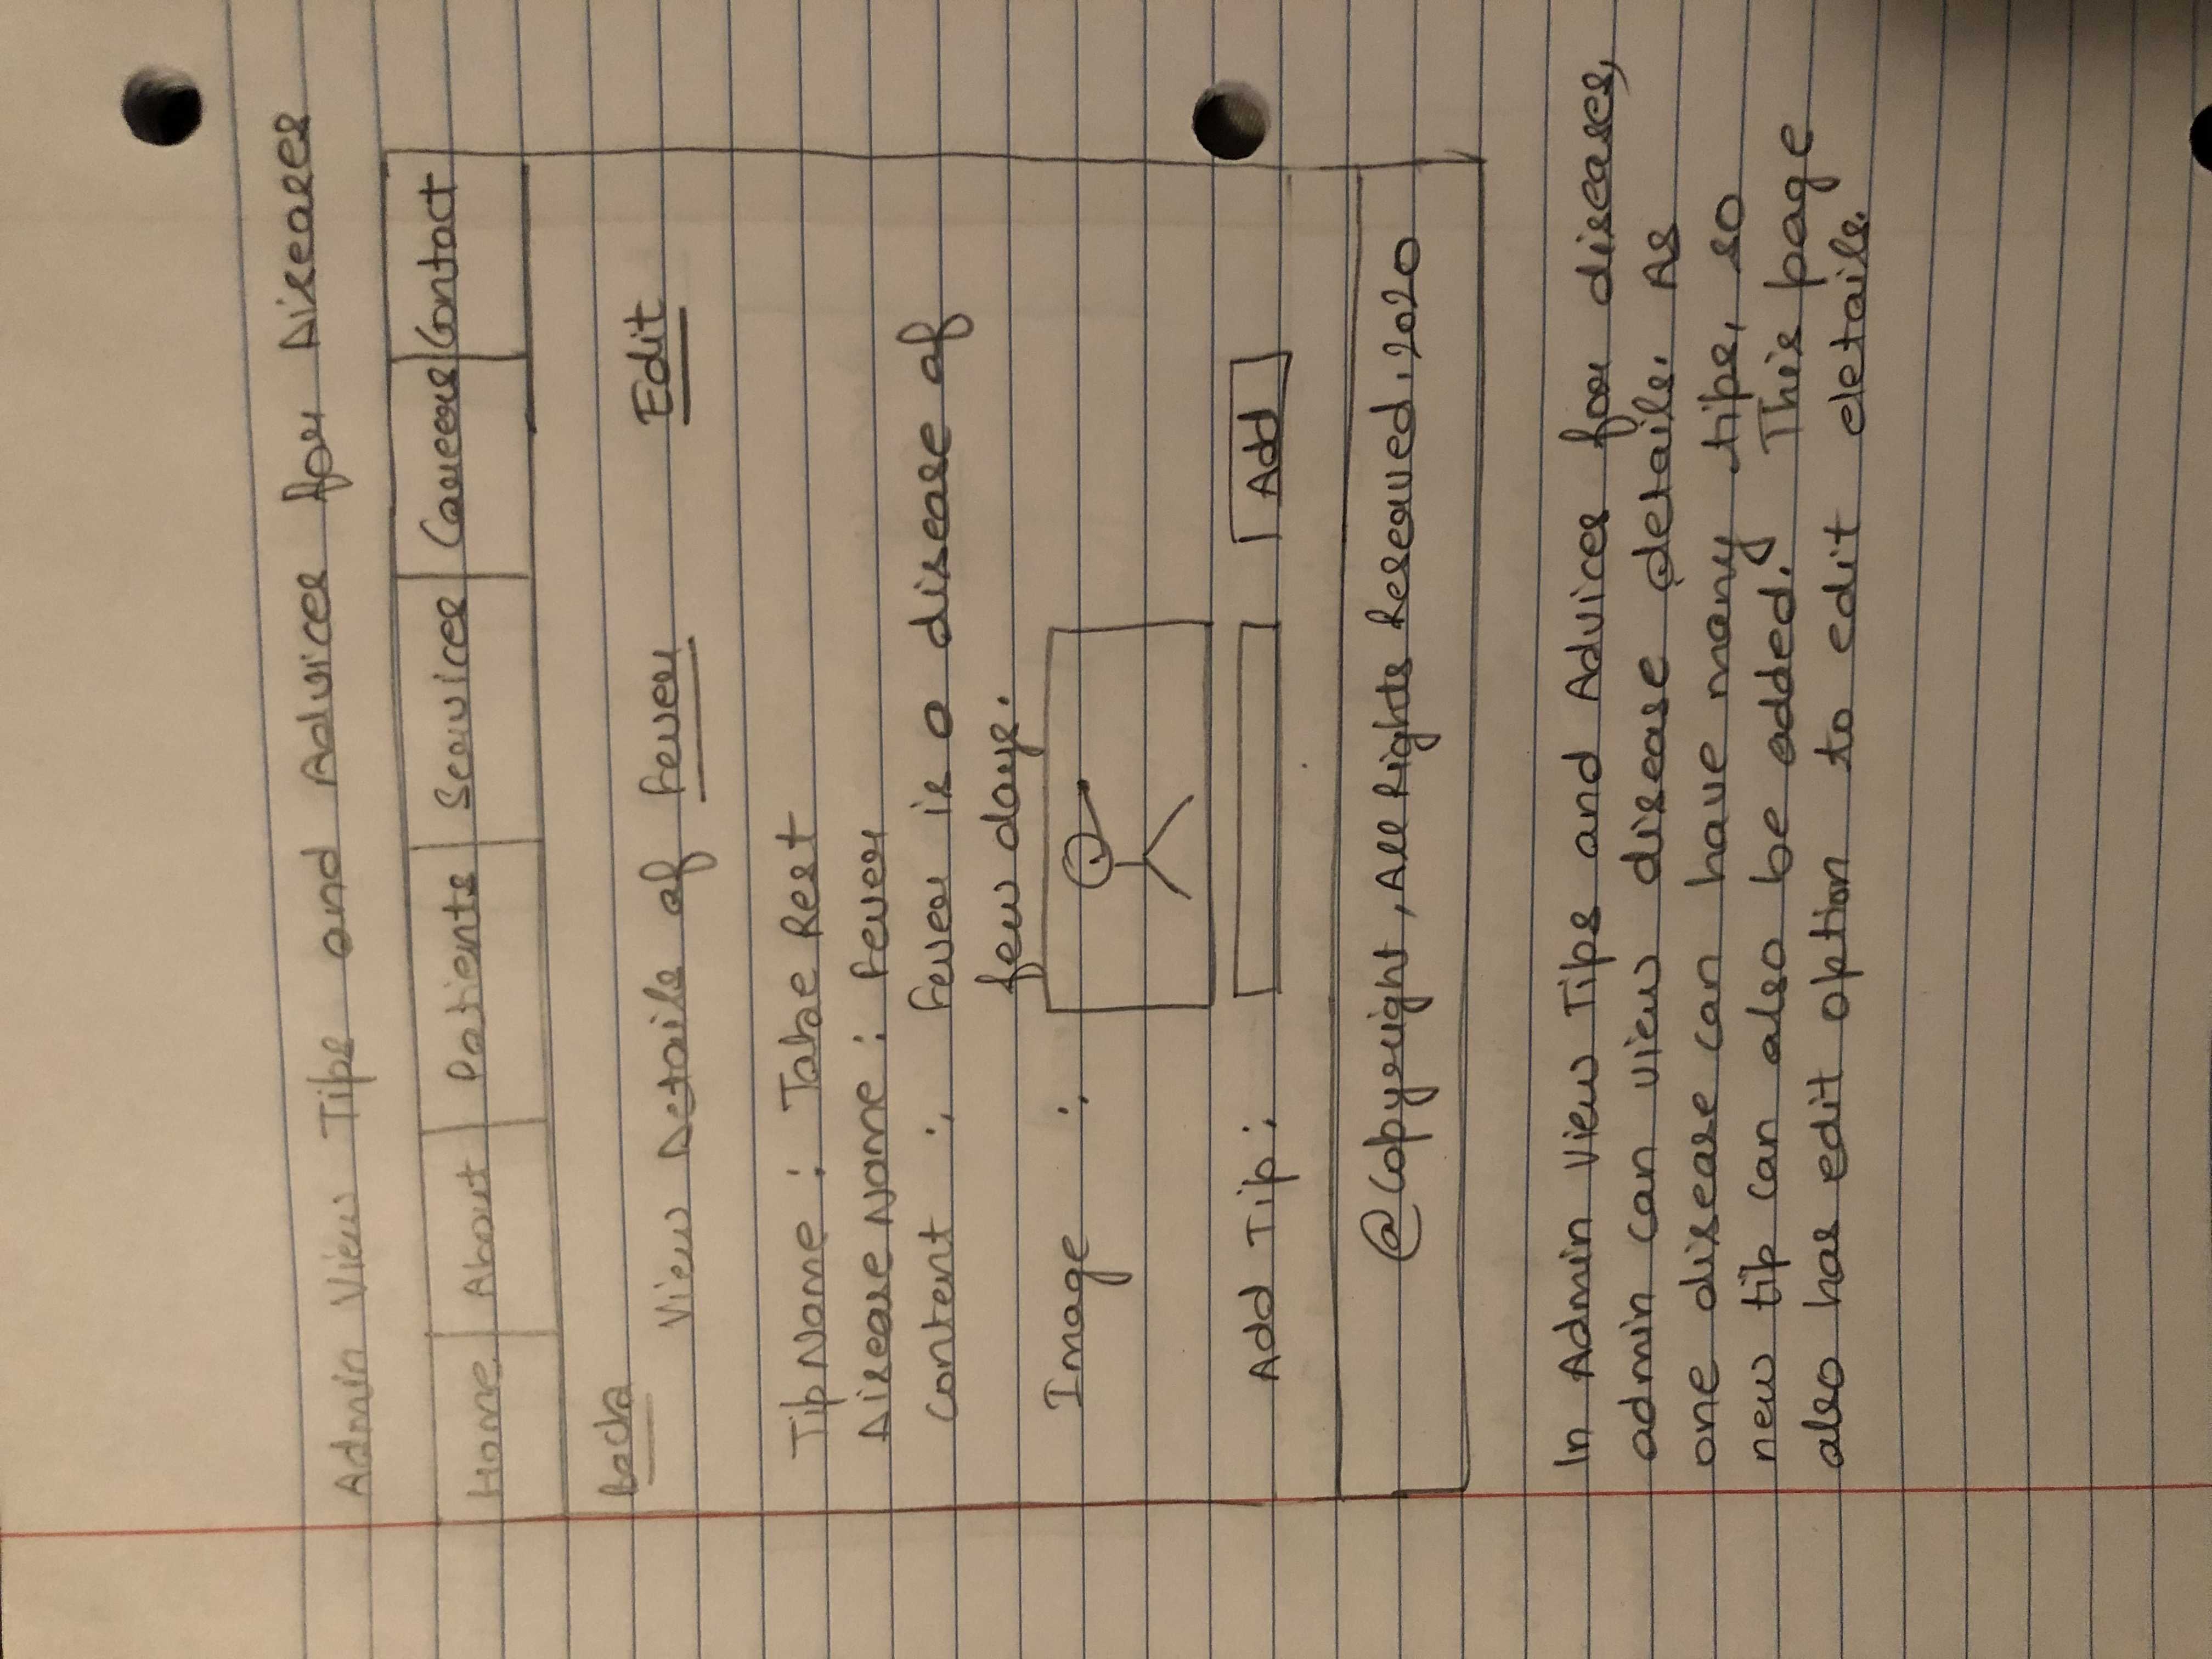 Admin View Tips and Advices for Diseases
Home About Patients Services Careers Contact
Back
View Details of Fever Edit
Tip Name : Take Rest
Disease Name : Fever
Content : Fever is a disease of
few days.
Image :
Add Tip : Add
@Copyright, All Rights Reserved, 2020
In Admin View Tips and Advices for diseases,
admin can view disease details. As
one disease can have many tips, so
new tip can also be added. This page
also has edit option to edit details.